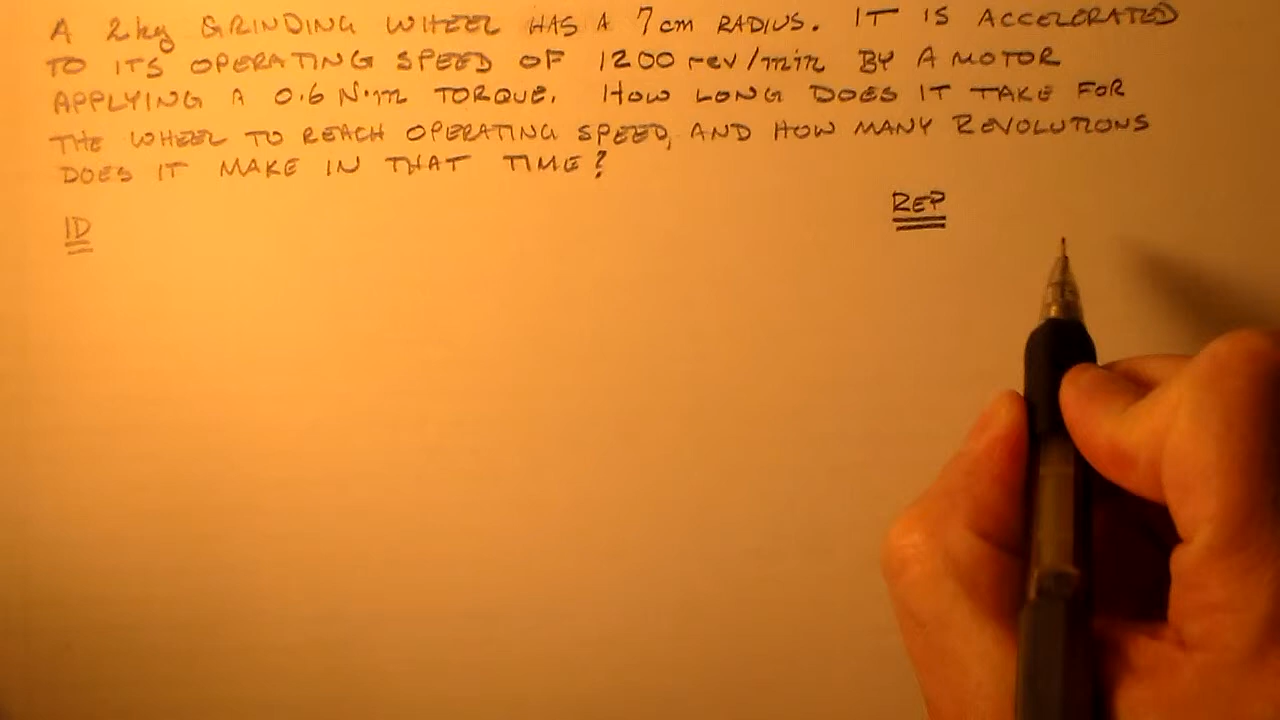 A 2kg GRINDING WHEEL HAS A 7cm RADIUS. IT IS ACCELERATED
TO ITS OPERATING SPEED OF 1200 rev/min BY A MOTOR
APPLYING A 0.6 N·m TORQUE. HOW LONG DOES IT TAKE FOR
THE WHEEL TO REACH OPERATING SPEED, AND HOW MANY REVOLUTIONS
DOES IT MAKE IN THAT TIME?
REP
ID